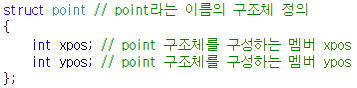 struct point // point라는 이름의 구조체 정의
{
    int xpos; // point 구조체를 구성하는 멤버 xpos
    int ypos; // point 구조체를 구성하는 멤버 ypos
};